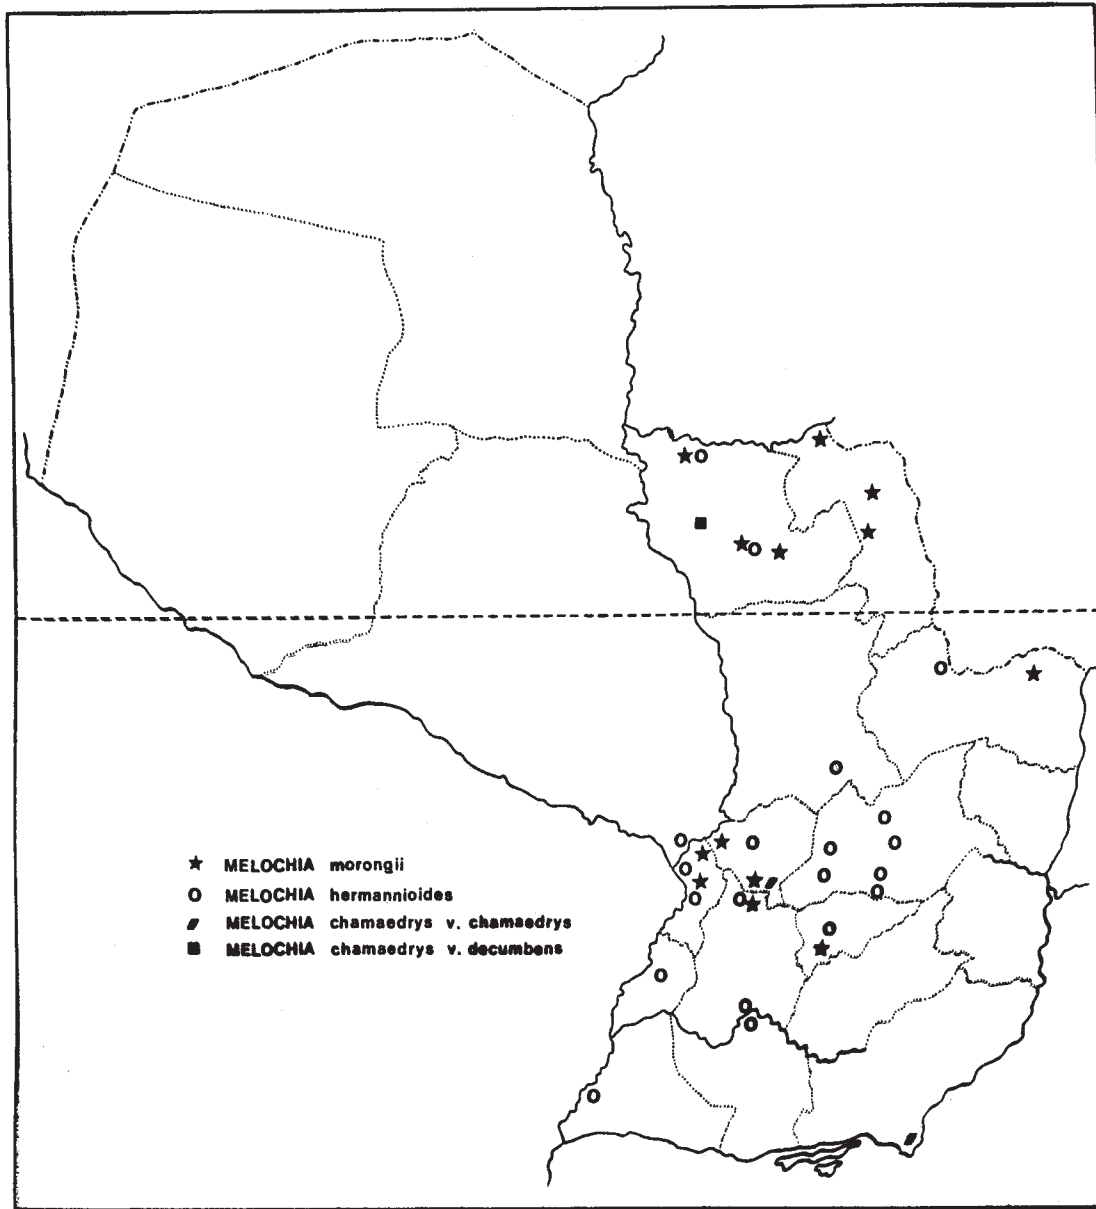 MELOCHIA morongii
MELOCHIA hermannioides
MELOCHIA chamaedrys v. chamaedrys
MELOCHIA chamaedrys v. decumbens